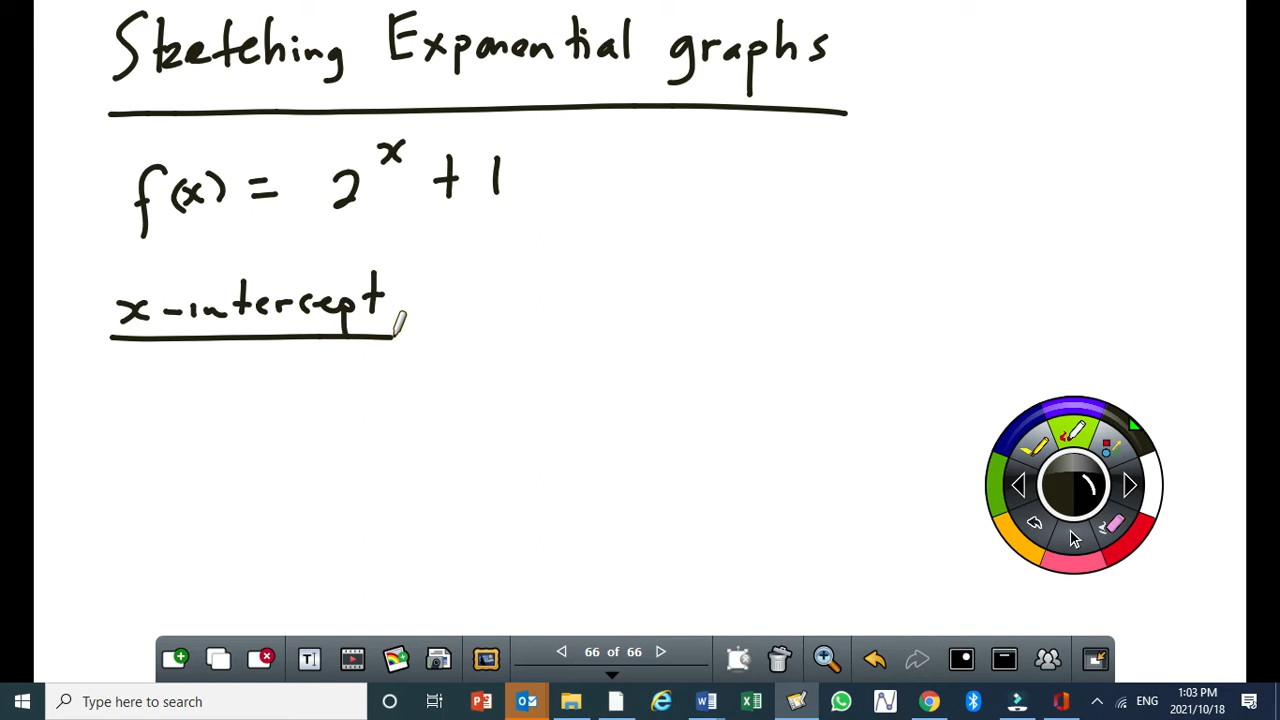 Sketching Exponential graphs
f(x) = 2^x + 1
x-intercept
66 of 66
Type here to search
ENG
1:03 PM
2021/10/18